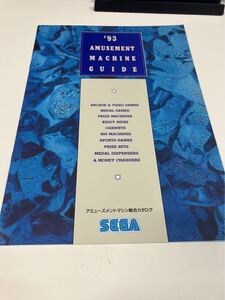 '93
AMUSEMENT
MACHINE
GUIDE
ARCADE & VIDEO GAMES
MEDAL GAMES
PRIZE MACHINES
KIDDY RIDES
CABINETS
BIG MACHINES
SPORTS GAMES
PRIZE SETS
MEDAL DISPENSERS
& MONEY CHANGERS
アミューズメントマシン総合カタログ
SEGA